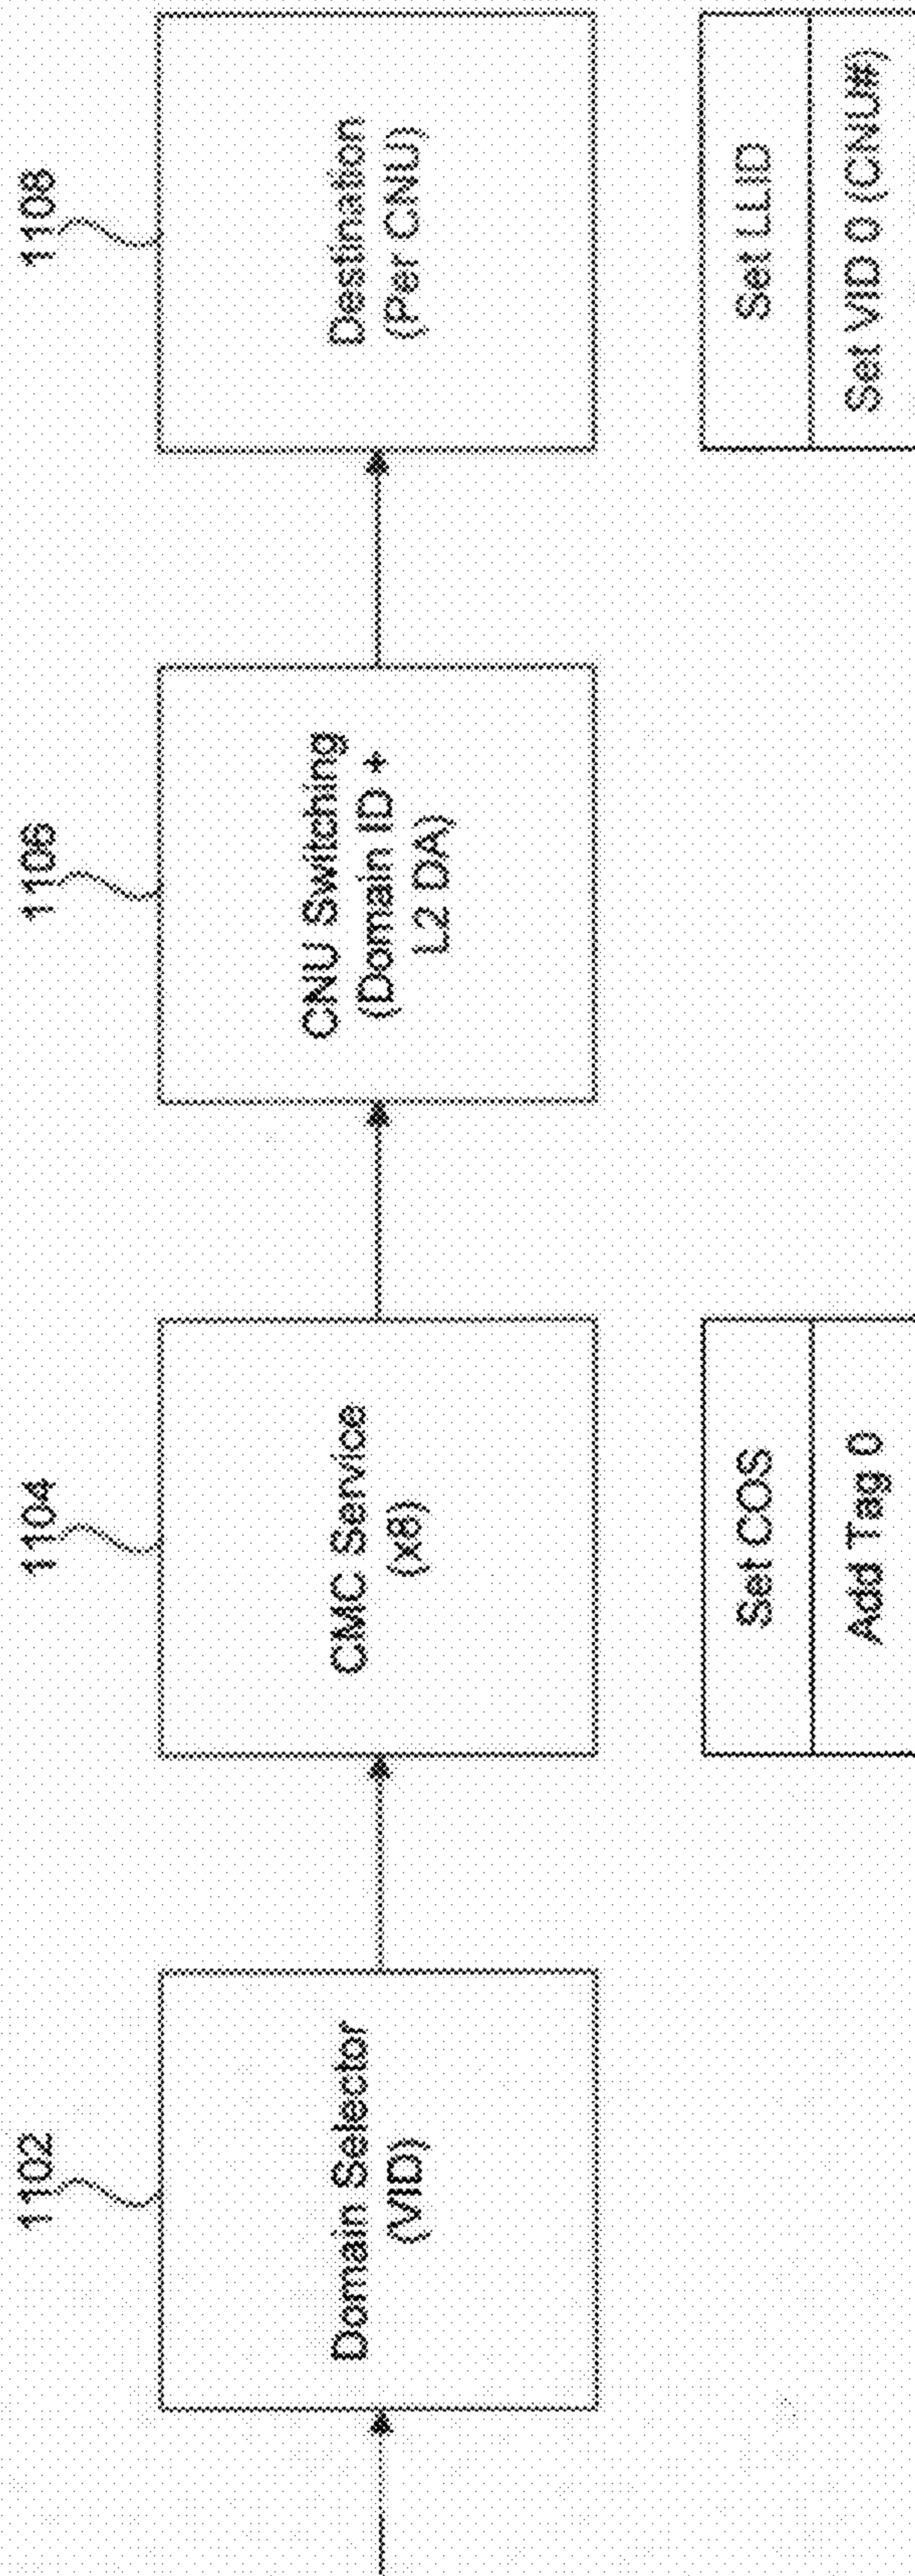 1102
Domain Selector
(VID)
1104
CMC Service
(x8)
Set COS
Add Tag 0
1106
CNU Switching
(Domain ID +
L2 DA)
1108
Destination
(Per CNU)
Set LLID
Set VID 0 (CNU#)